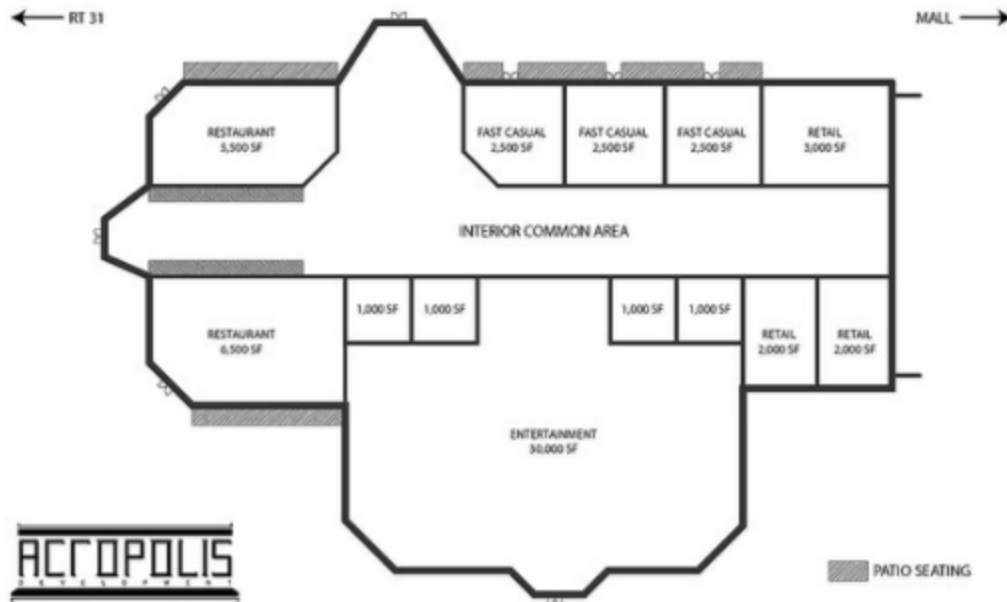 RT 31
MALL
RESTAURANT
5,500 SF
FAST CASUAL
2,500 SF
FAST CASUAL
2,500 SF
FAST CASUAL
2,500 SF
RETAIL
3,000 SF
INTERIOR COMMON AREA
RESTAURANT
6,500 SF
1,000 SF
1,000 SF
1,000 SF
1,000 SF
RETAIL
2,000 SF
RETAIL
2,000 SF
ENTERTAINMENT
30,000 SF
ACROPOLIS
DEVELOPMENT
PATIO SEATING